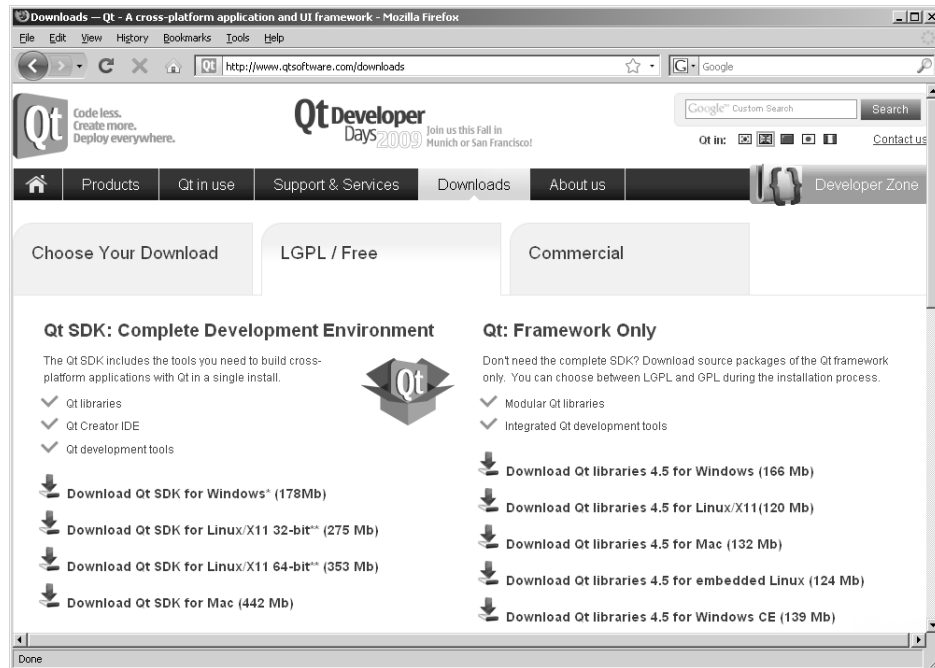 Downloads — Qt - A cross-platform application and UI framework - Mozilla Firefox
File Edit View History Bookmarks Tools Help
Qt http://www.qtsoftware.com/downloads
G Google
Qt
Code less.
Create more.
Deploy everywhere.
Qt Developer
Days 2009
Join us this Fall in
Munich or San Francisco!
Google™ Custom Search Search
Qt in: Contact us
Products Qt in use Support & Services Downloads About us Developer Zone
Choose Your Download LGPL / Free Commercial
Qt SDK: Complete Development Environment
The Qt SDK includes the tools you need to build cross-
platform applications with Qt in a single install.
Qt libraries
Qt Creator IDE
Qt development tools
Qt
Download Qt SDK for Windows* (178Mb)
Download Qt SDK for Linux/X11 32-bit** (275 Mb)
Download Qt SDK for Linux/X11 64-bit** (353 Mb)
Download Qt SDK for Mac (442 Mb)
Qt: Framework Only
Don't need the complete SDK? Download source packages of the Qt framework
only. You can choose between LGPL and GPL during the installation process.
Modular Qt libraries
Integrated Qt development tools
Download Qt libraries 4.5 for Windows (166 Mb)
Download Qt libraries 4.5 for Linux/X11(120 Mb)
Download Qt libraries 4.5 for Mac (132 Mb)
Download Qt libraries 4.5 for embedded Linux (124 Mb)
Download Qt libraries 4.5 for Windows CE (139 Mb)
Done